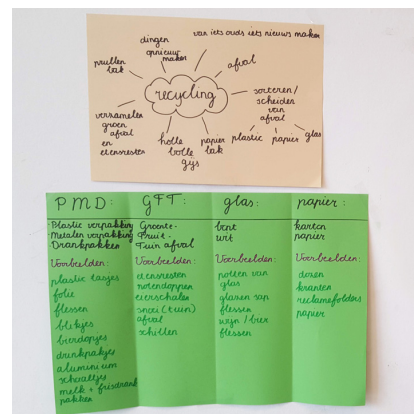 dingen
opnieuw
maken
van iets ouds iets nieuws maken
prullen
bak
afval
recycling
sorteren/
scheiden
van
afval
plastic papier glas
verzamelen
groen
afval
en
etensresten
holle
bolle
gijs
papier
bak
PMD:
Plastic verpakking
Metalen verpakking
Drankpakken
Voorbeelden:
plastic tasjes
folie
flessen
blikjes
bierdopjes
drinkpakjes
aluminium
schaaltjes
melk + frisdrank
pakken
GFT:
Groente-
Fruit-
Tuin afval
Voorbeelden:
etensresten
notendoppen
eierschalen
snoei (tuin)
afval
schillen
glas:
bont
wit
Voorbeelden:
potten van
glas
glazen sap
flessen
wijn / bier
flessen
papier:
karton
papier
Voorbeelden:
dozen
kranten
reclamefolders
papier